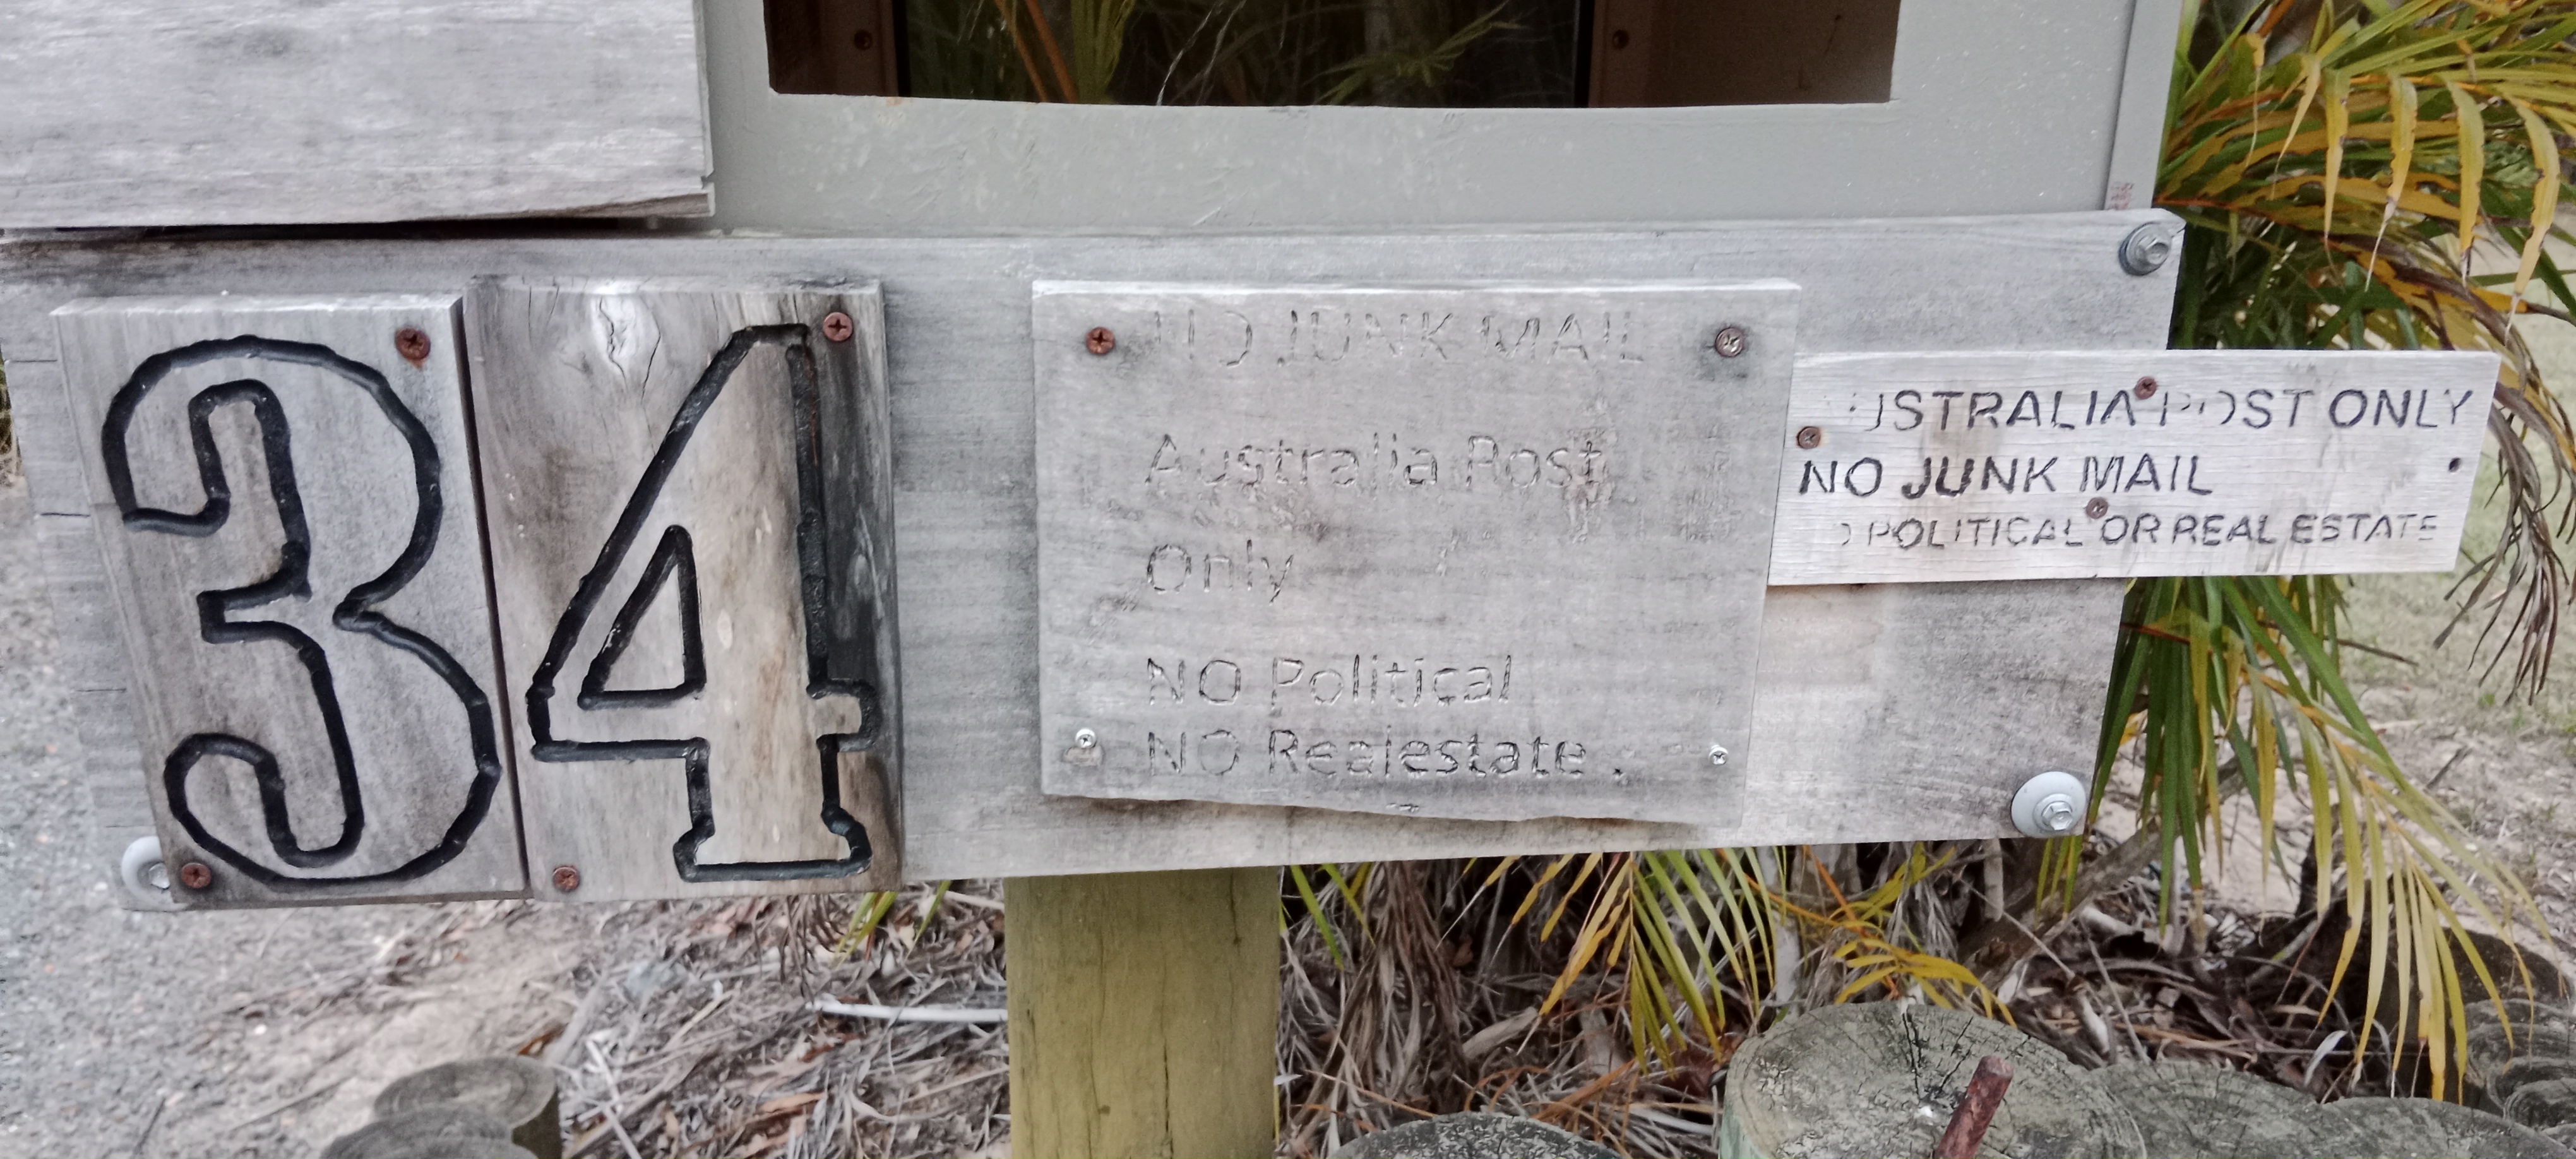 34
NO JUNK MAIL
Australia Post
Only
NO Political
NO Realestate.
AUSTRALIA POST ONLY
NO JUNK MAIL
POLITICAL OR REAL ESTATE